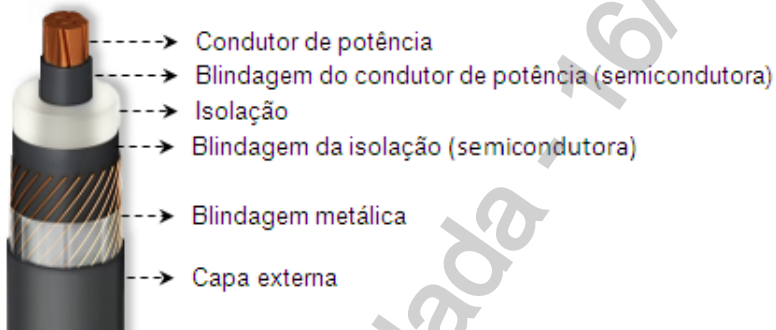 Condutor de potência
Blindagem do condutor de potência (semicondutora)
Isolação
Blindagem da isolação (semicondutora)
Blindagem metálica
Capa externa